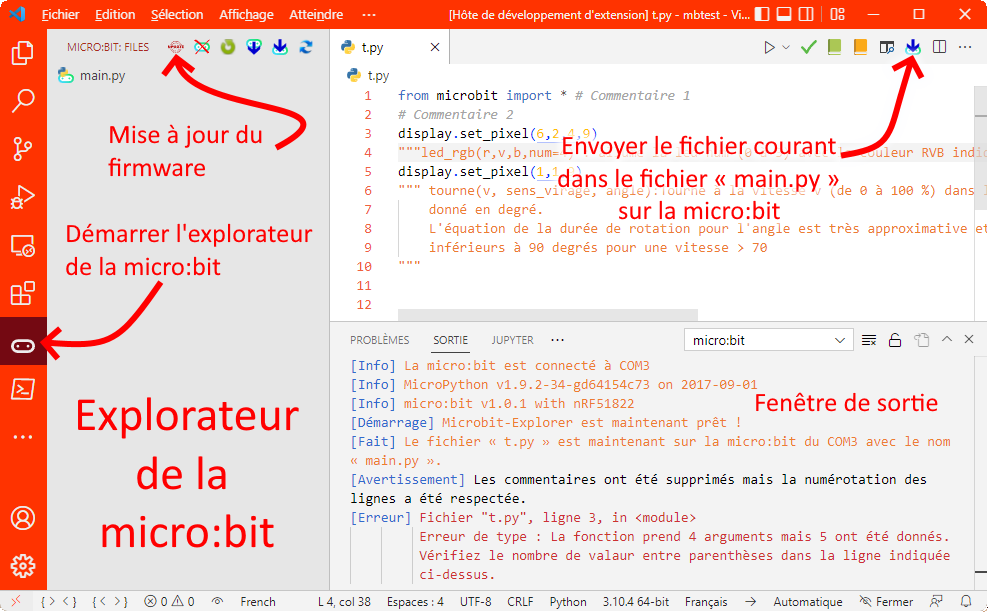 Fichier Edition Sélection Affichage Atteindre ··· [Hôte de développement d'extension] t.py - mbtest - Vi...
MICRO:BIT: FILES
UPDATE
main.py
Mise à jour du
firmware
Démarrer l'explorateur
de la micro:bit
Explorateur
de la
micro:bit
t.py
t.py
1 from microbit import * # Commentaire 1
2 # Commentaire 2
3 display.set_pixel(6,2,4,9)
4 """led_rgb(r,v,b,num= RVB indi
5 display.set_pixel(1,1
6 """ tourne(v, sens_virage, angle):Tourne à la vitesse v (de 0 à 100 %) dans l
7 donné en degré.
8 L'équation de la durée de rotation pour l'angle est très approximative et
9 inférieurs à 90 degrés pour une vitesse > 70
10 """
11
12
Envoyer le fichier courant
dans le fichier « main.py »
sur la micro:bit
PROBLÈMES SORTIE JUPYTER ··· micro:bit
[Info] La micro:bit est connecté à COM3
[Info] MicroPython v1.9.2-34-gd64154c73 on 2017-09-01
[Info] micro:bit v1.0.1 with nRF51822
[Démarrage] Microbit-Explorer est maintenant prêt !
[Fait] Le fichier « t.py » est maintenant sur la micro:bit du COM3 avec le nom
« main.py ».
[Avertissement] Les commentaires ont été supprimés mais la numérotation des
lignes a été respectée.
[Erreur] Fichier "t.py", ligne 3, in <module>
Erreur de type : La fonction prend 4 arguments mais 5 ont été donnés.
Vérifiez le nombre de valaur entre parenthèses dans la ligne indiquée
ci-dessus.
Fenêtre de sortie
{ > < } { < > } 0 0 French L 4, col 38 Espaces : 4 UTF-8 CRLF Python 3.10.4 64-bit Français Automatique Fermer